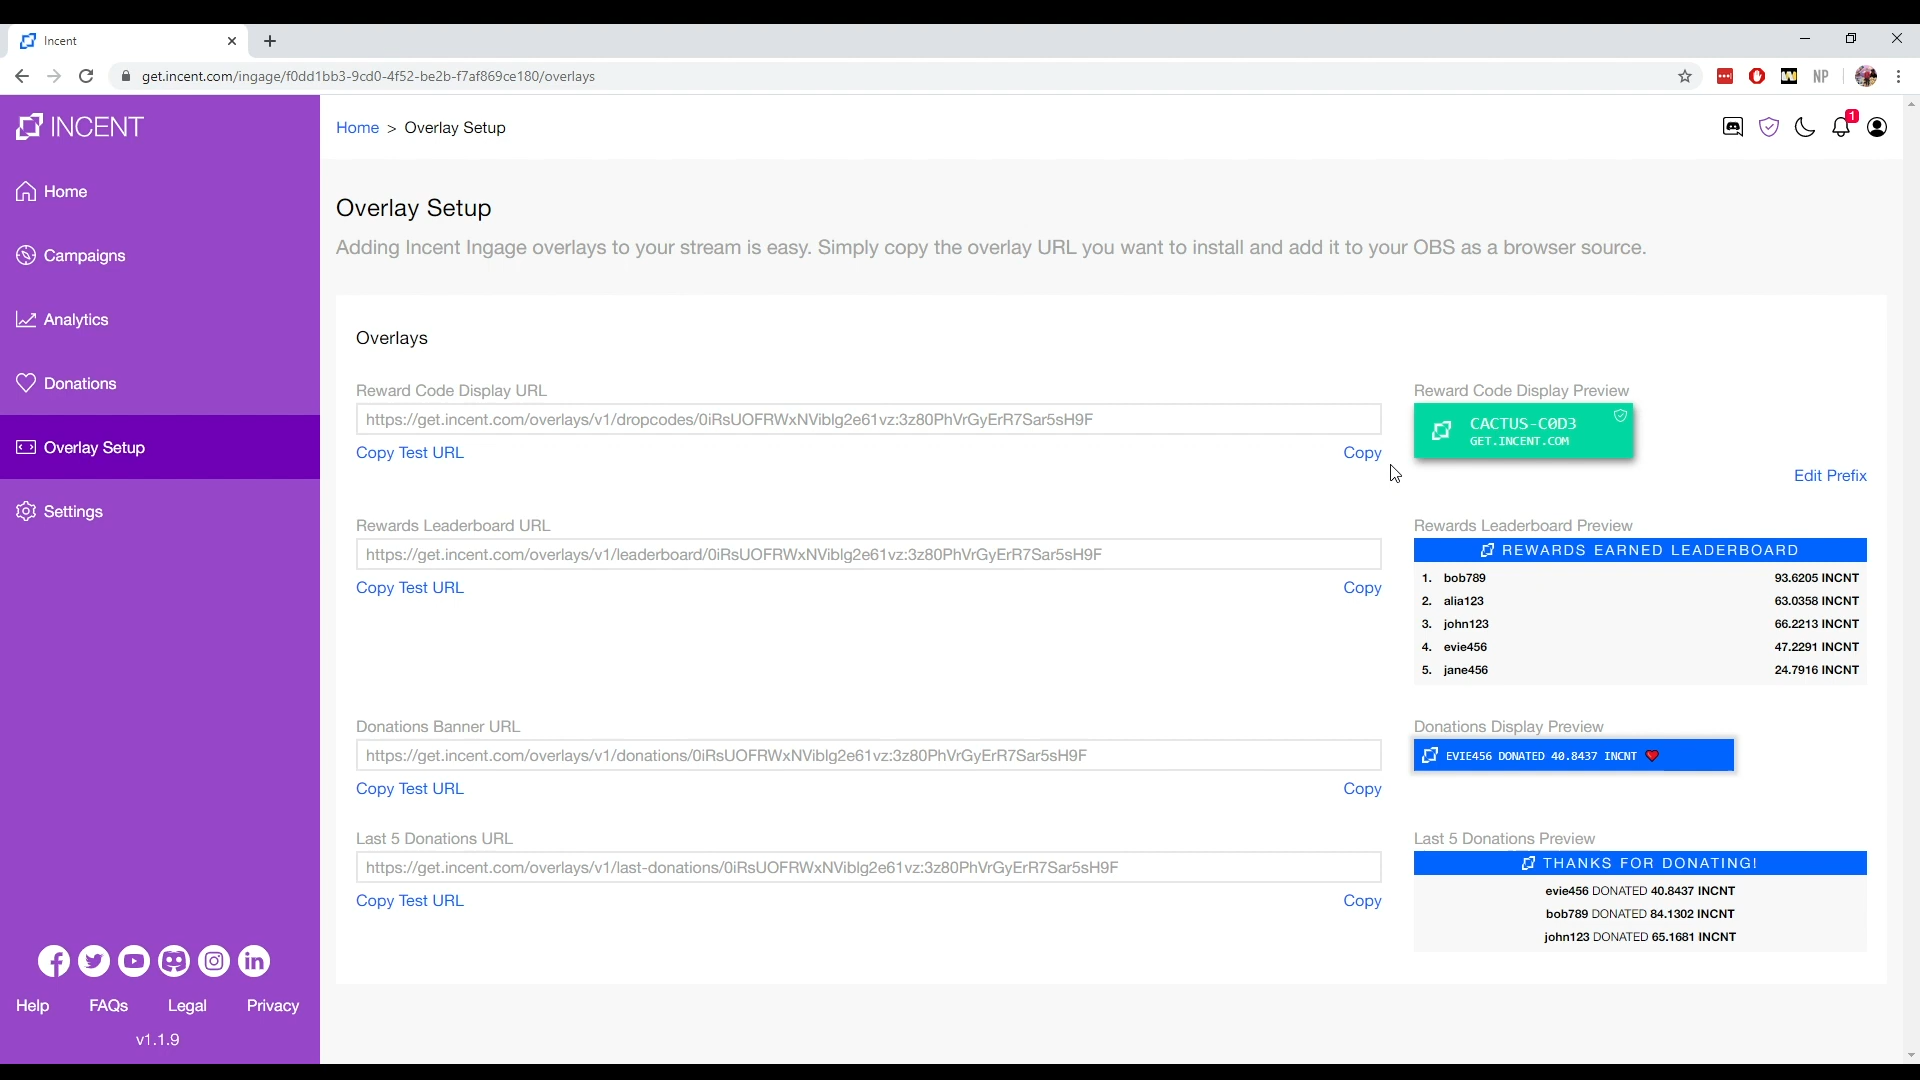 Incent
get.incent.com/ingage/f0dd1bb3-9cd0-4f52-be2b-f7af869ce180/overlays
NP
INCENT
Home > Overlay Setup
1
Home
Campaigns
Analytics
Donations
Overlay Setup
Settings
Overlay Setup
Adding Incent Ingage overlays to your stream is easy. Simply copy the overlay URL you want to install and add it to your OBS as a browser source.
Overlays
Reward Code Display URL
https://get.incent.com/overlays/v1/dropcodes/0iRsUOFRWxNViblg2e61vz:3z80PhVrGyErR7Sar5sH9F
Copy Test URL
Copy
Reward Code Display Preview
CACTUS-C0D3
GET.INCENT.COM
Edit Prefix
Rewards Leaderboard URL
https://get.incent.com/overlays/v1/leaderboard/0iRsUOFRWxNViblg2e61vz:3z80PhVrGyErR7Sar5sH9F
Copy Test URL
Copy
Rewards Leaderboard Preview
REWARDS EARNED LEADERBOARD
1. bob789 93.6205 INCNT
2. alia123 63.0358 INCNT
3. john123 66.2213 INCNT
4. evie456 47.2291 INCNT
5. jane456 24.7916 INCNT
Donations Banner URL
https://get.incent.com/overlays/v1/donations/0iRsUOFRWxNViblg2e61vz:3z80PhVrGyErR7Sar5sH9F
Copy Test URL
Copy
Donations Display Preview
EVIE456 DONATED 40.8437 INCNT
Last 5 Donations URL
https://get.incent.com/overlays/v1/last-donations/0iRsUOFRWxNViblg2e61vz:3z80PhVrGyErR7Sar5sH9F
Copy Test URL
Copy
Last 5 Donations Preview
THANKS FOR DONATING!
evie456 DONATED 40.8437 INCNT
bob789 DONATED 84.1302 INCNT
john123 DONATED 65.1681 INCNT
Help FAQs Legal Privacy
v1.1.9